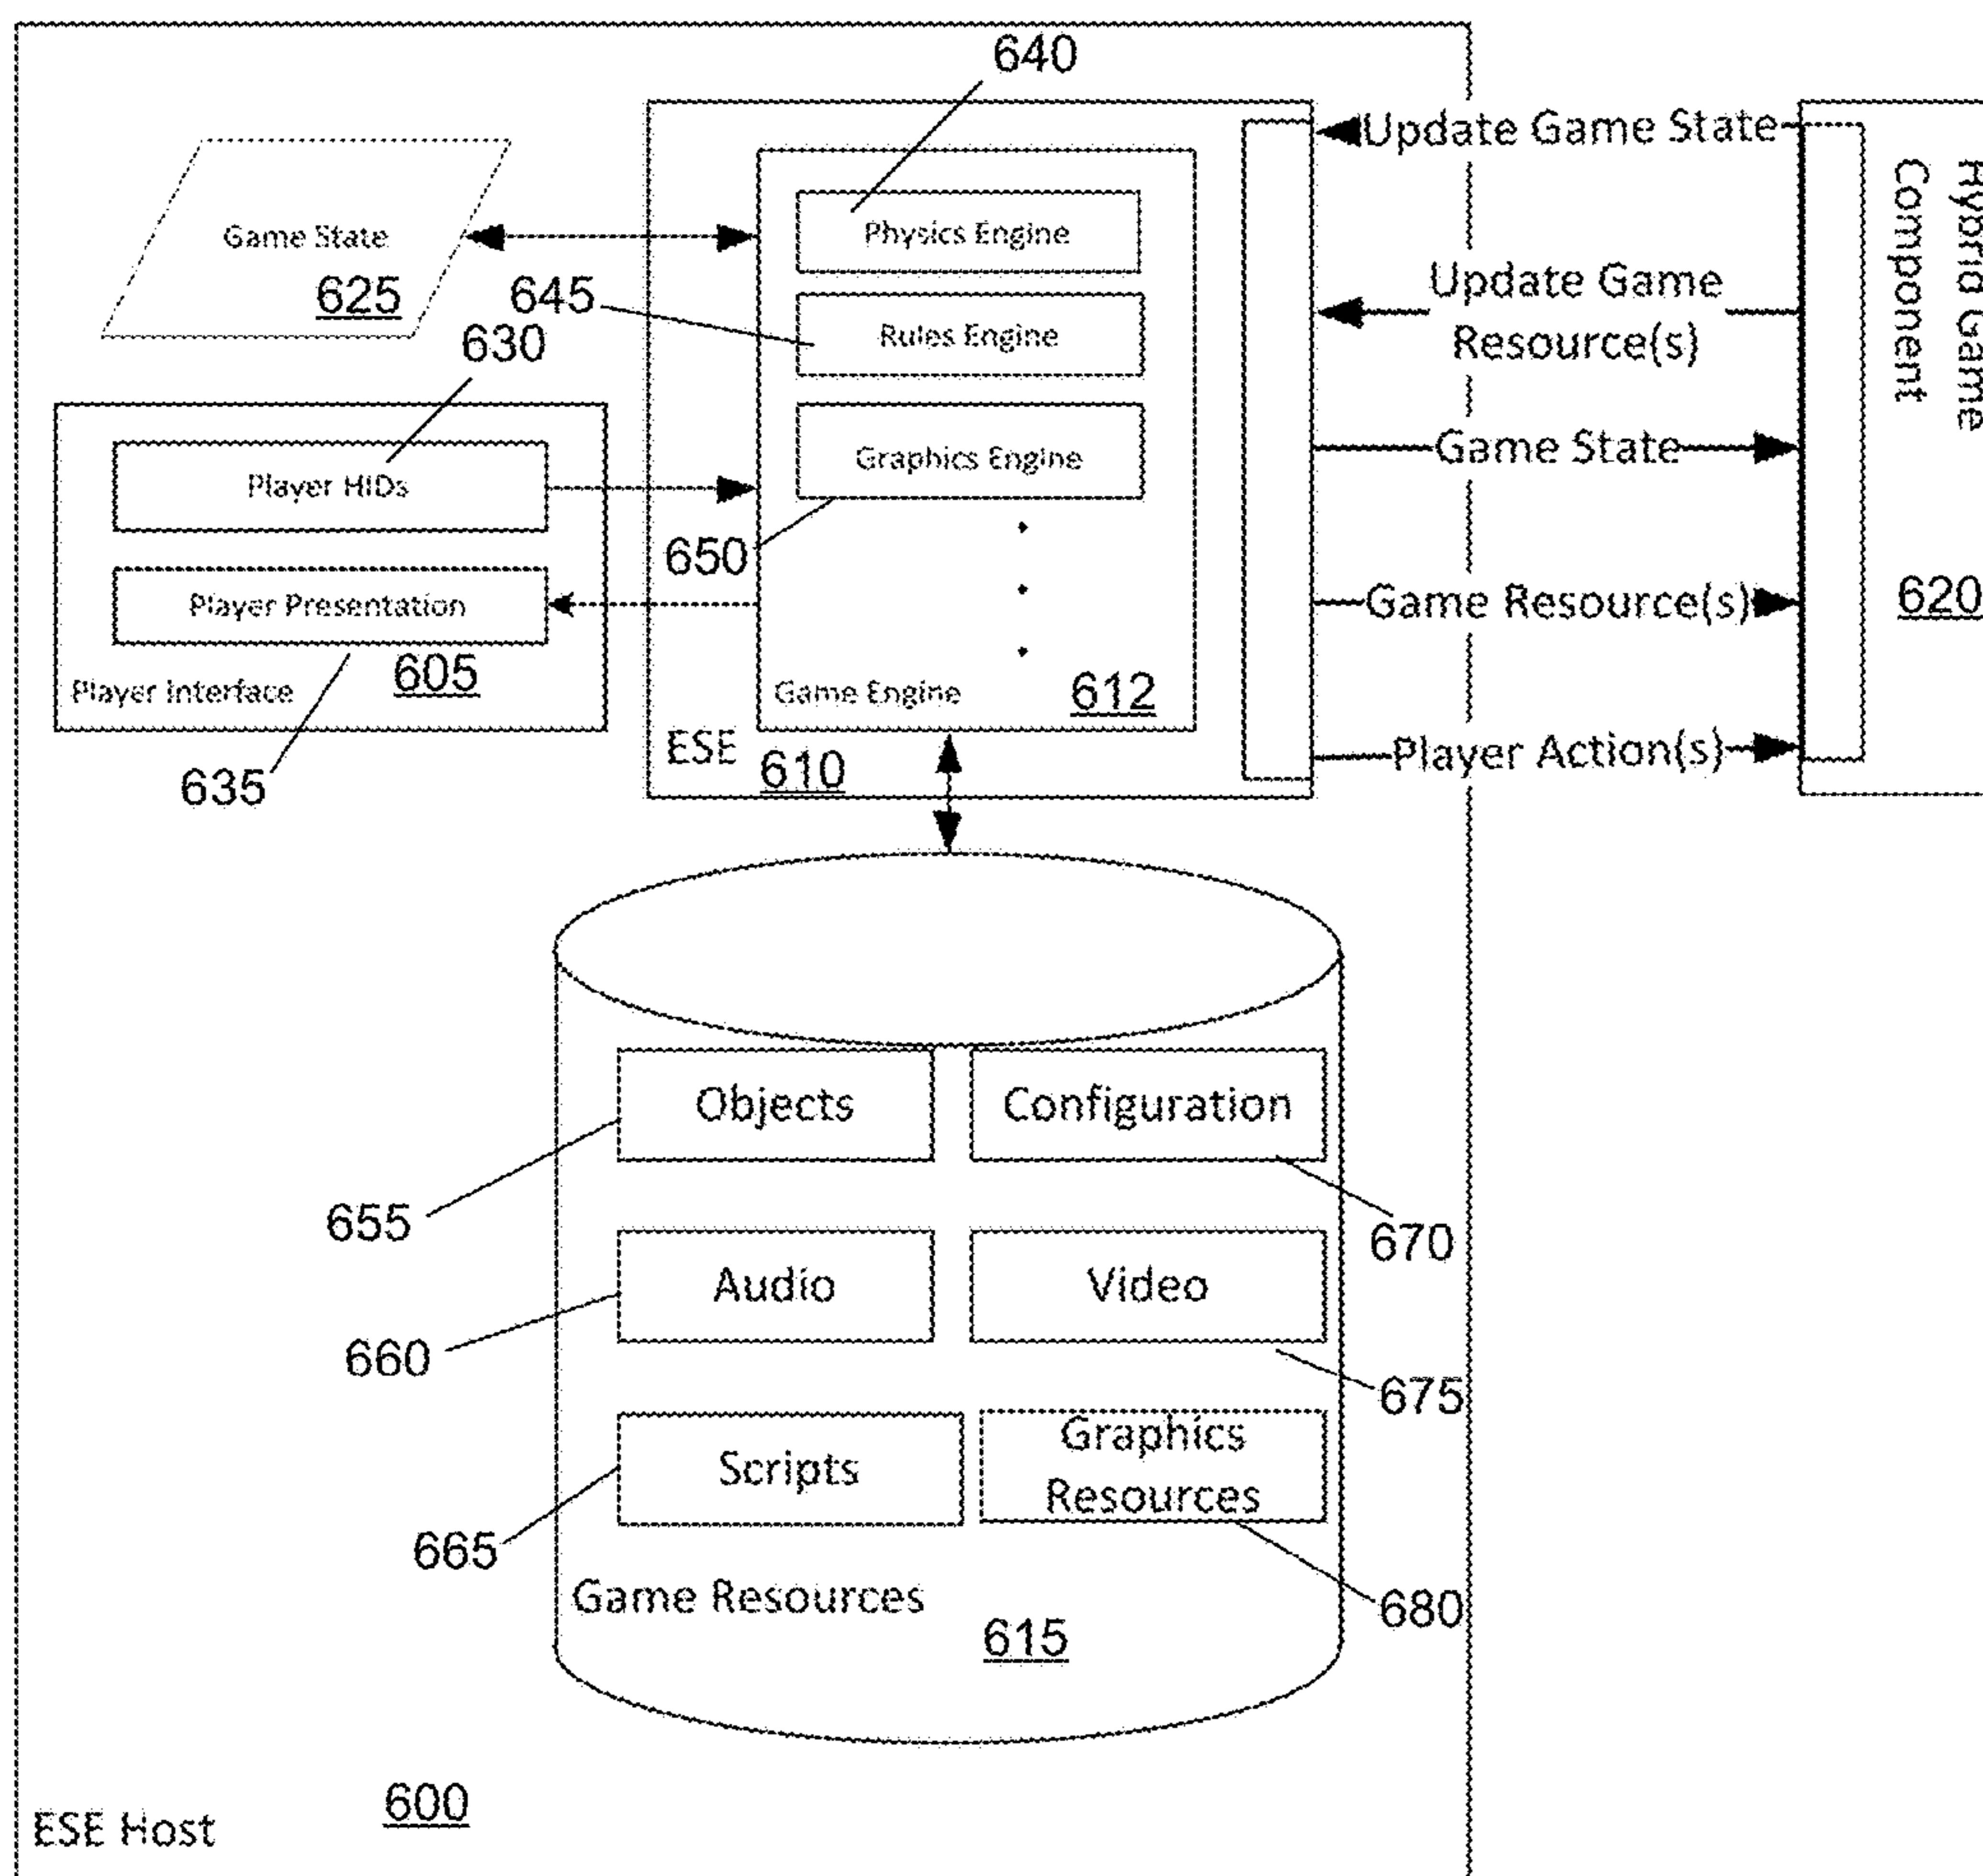 640
Update Game State
Game State
625
Physics Engine
Hybrid Game
Component
645
Rules Engine
Update Game
Resource(s)
630
Player HIDs
Graphics Engine
Game State
650
Player Presentation
Game Resource(s)
620
Player Interface
605
Game Engine
612
635
ESE
610
Player Action(s)
Objects
Configuration
655
670
Audio
Video
660
675
Scripts
Graphics
Resources
665
680
Game Resources
615
ESE Host
600